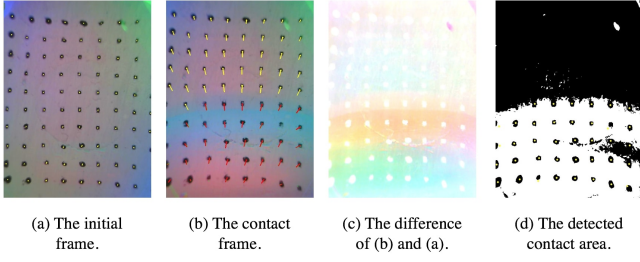 (a) The initial
frame.
(b) The contact
frame.
(c) The difference
of (b) and (a).
(d) The detected
contact area.